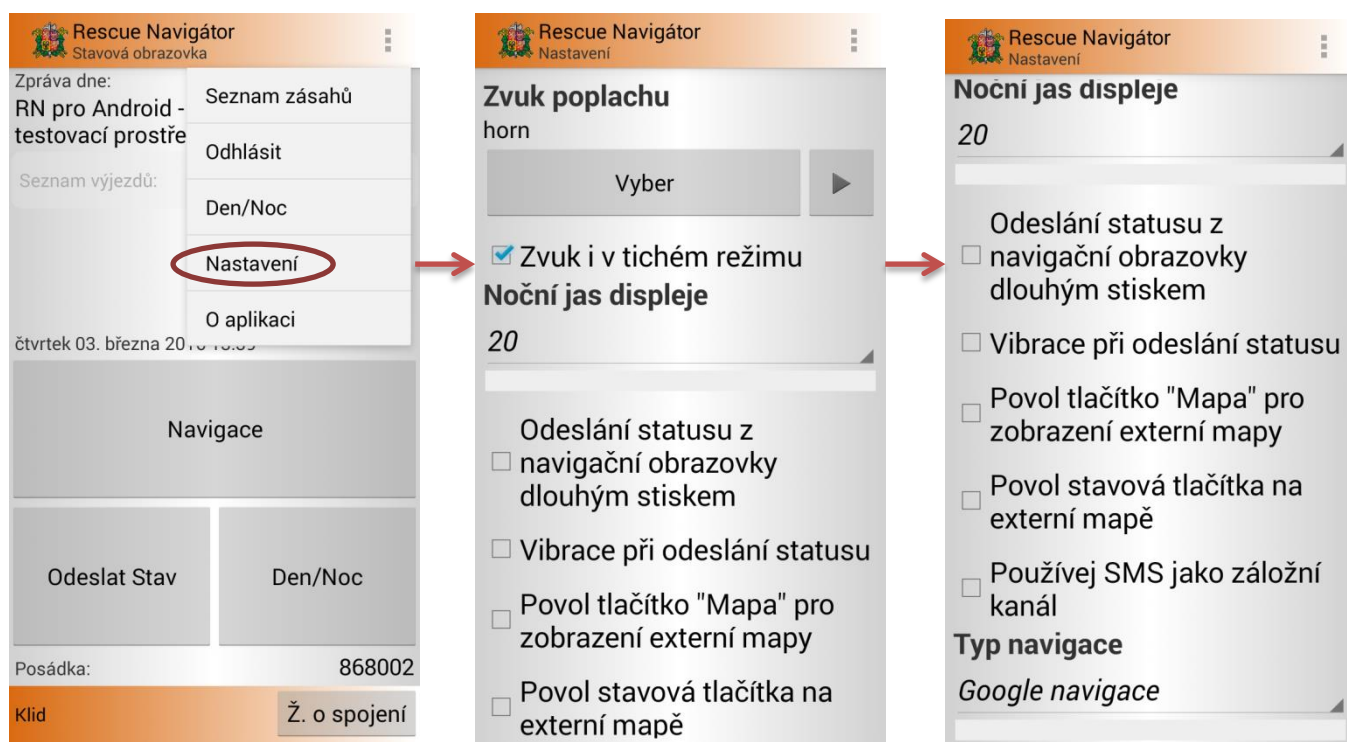 Rescue Navigátor
Stavová obrazovka
Zpráva dne:
RN pro Android -
testovací prostře
Seznam výjezdů:
Seznam zásahů
Odhlásit
Den/Noc
Nastavení
O aplikaci
čtvrtek 03. března
Navigace
Odeslat Stav
Den/Noc
Posádka:
868002
Klid
Ž. o spojení
Rescue Navigátor
Nastavení
Zvuk poplachu
horn
Vyber
Zvuk i v tichém režimu
Noční jas displeje
20
Odeslání statusu z
navigační obrazovky
dlouhým stiskem
Vibrace při odeslání statusu
Povol tlačítko "Mapa" pro
zobrazení externí mapy
Povol stavová tlačítka na
externí mapě
Rescue Navigátor
Nastavení
Noční jas displeje
20
Odeslání statusu z
navigační obrazovky
dlouhým stiskem
Vibrace při odeslání statusu
Povol tlačítko "Mapa" pro
zobrazení externí mapy
Povol stavová tlačítka na
externí mapě
Používej SMS jako záložní
kanál
Typ navigace
Google navigace